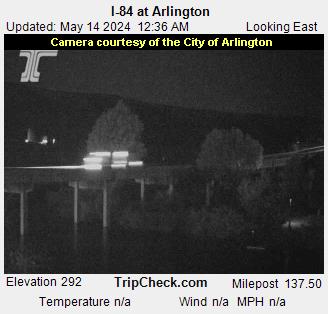 I-84 at Arlington
Updated: May 14 2024 12:36 AM Looking East
Camera courtesy of the City of Arlington
Elevation 292 TripCheck.com Milepost 137.50
Temperature n/a Wind n/a MPH n/a